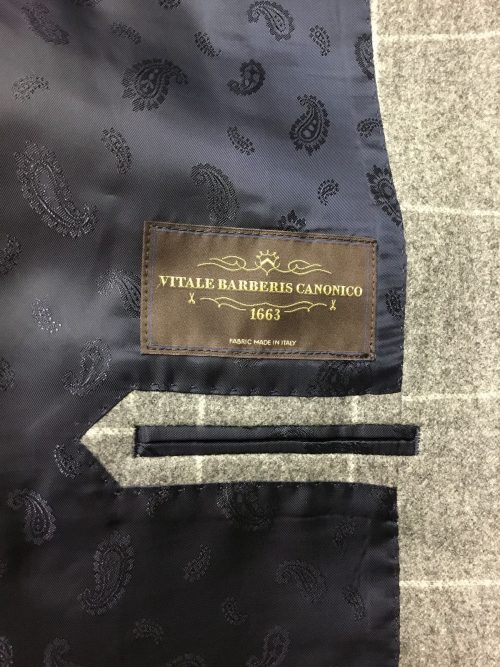 VITALE BARBERIS CANONICO
1663
FABRIC MADE IN ITALY